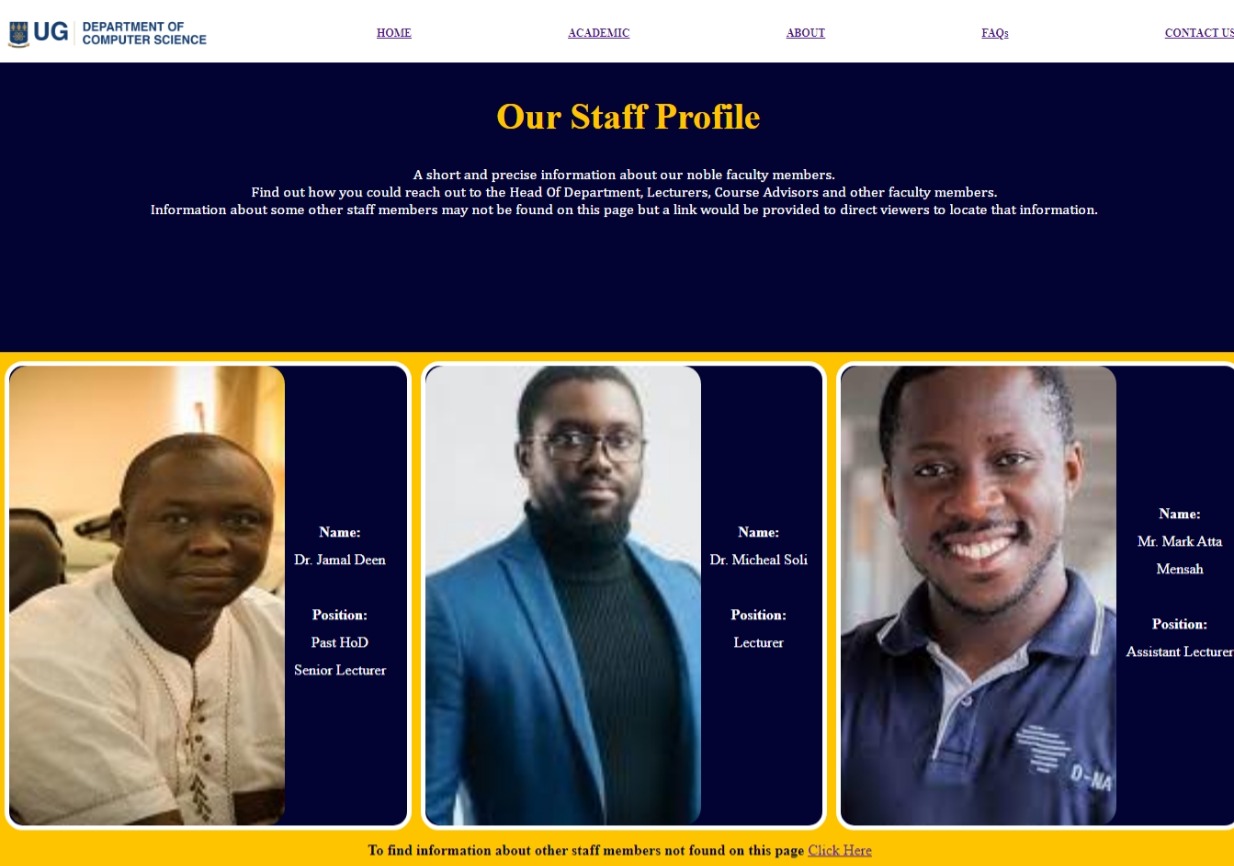 UG DEPARTMENT OF
COMPUTER SCIENCE
HOME
ACADEMIC
ABOUT
FAQs
CONTACT US
Our Staff Profile
A short and precise information about our noble faculty members.
Find out how you could reach out to the Head Of Department, Lecturers, Course Advisors and other faculty members.
Information about some other staff members may not be found on this page but a link would be provided to direct viewers to locate that information.
Name:
Dr. Jamal Deen
Position:
Past HoD
Senior Lecturer
Name:
Dr. Micheal Soli
Position:
Lecturer
D-NA
Name:
Mr. Mark Atta
Mensah
Position:
Assistant Lecturer
To find information about other staff members not found on this page Click Here